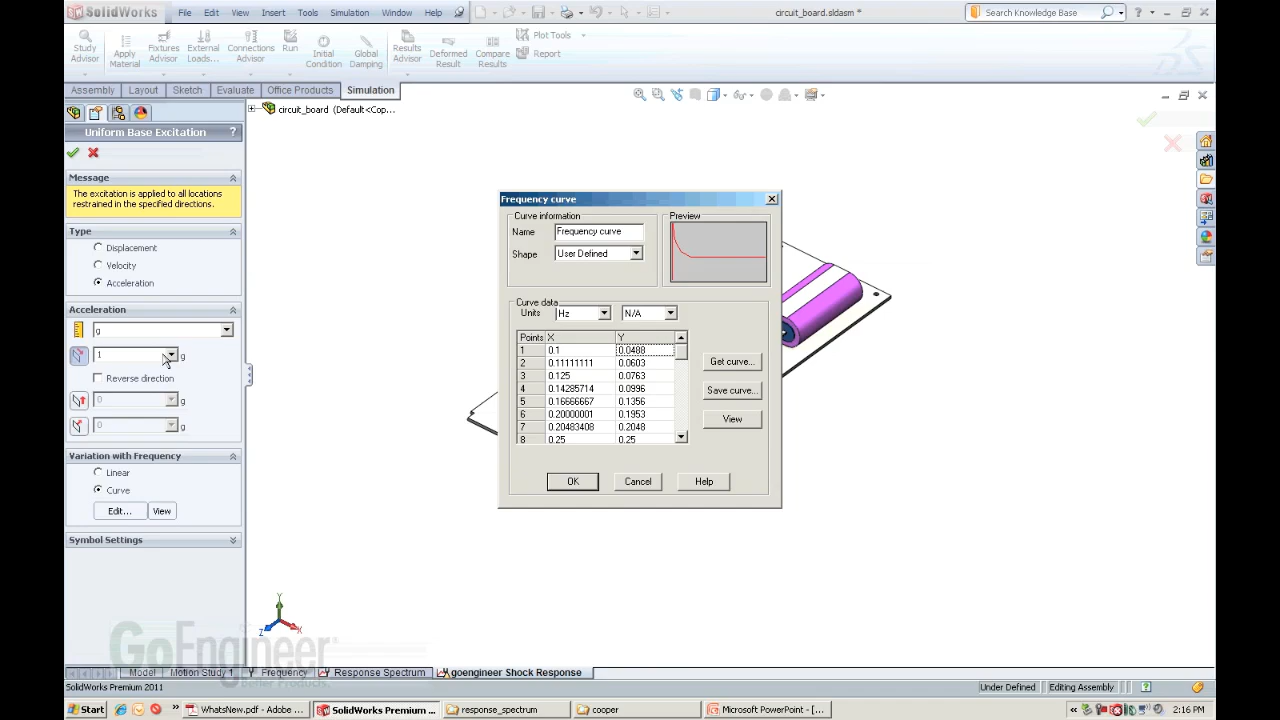 SolidWorks File Edit View Insert Tools Simulation Window Help circuit_board.sldasm * Search Knowledge Base ?
Study Advisor Apply Material Fixtures Advisor External Loads... Connections Advisor Run Initial Condition Global Damping Results Advisor Deformed Result Compare Results Plot Tools
Report
Assembly Layout Sketch Evaluate Office Products Simulation
circuit_board (Default<Cop...
Uniform Base Excitation ?
Message
The excitation is applied to all locations
restrained in the specified directions.
Type
Displacement
Velocity
Acceleration
Acceleration
g
1 g
Reverse direction
0 g
0 g
Variation with Frequency
Linear
Curve
Edit... View
Symbol Settings
Frequency curve
Curve information
Name Frequency curve
Shape User Defined
Preview
Curve data
Units Hz N/A
Points X Y
1 0.1 0.0488
2 0.11111111 0.0603
3 0.125 0.0763
4 0.14285714 0.0996
5 0.16666667 0.1356
6 0.20000001 0.1953
7 0.20483408 0.2048
8 0.25 0.25
Get curve...
Save curve...
View
OK Cancel Help
Y
Z X
GoEngineer
Better Products.
Model Motion Study 1 Frequency Response Spectrum goengineer Shock Response
SolidWorks Premium 2011 Under Defined Editing Assembly ?
Start » WhatsNew.pdf - Adobe ... SolidWorks Premium ... response_spectrum cooper Microsoft PowerPoint - [... « 2:16 PM